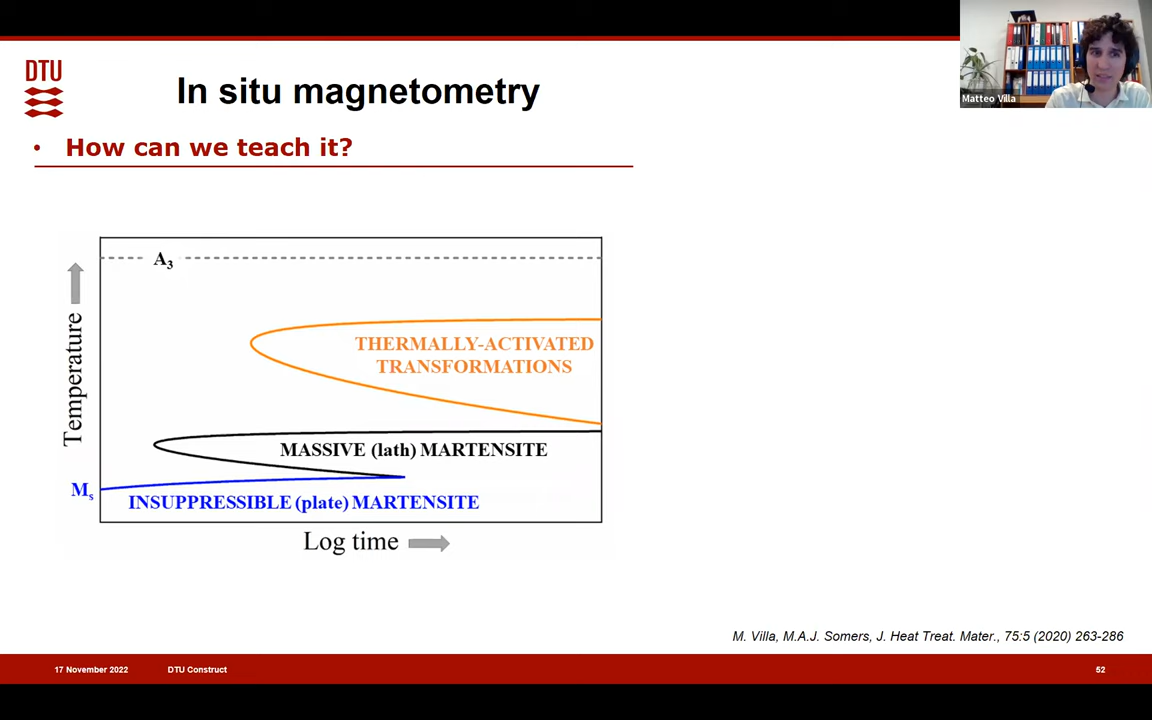 DTU
In situ magnetometry
Matteo Villa
• How can we teach it?
A3
Temperature
THERMALLY-ACTIVATED
TRANSFORMATIONS
MASSIVE (lath) MARTENSITE
Ms
INSUPPRESSIBLE (plate) MARTENSITE
Log time
M. Villa, M.A.J. Somers, J. Heat Treat. Mater., 75:5 (2020) 263-286
17 November 2022 DTU Construct 52